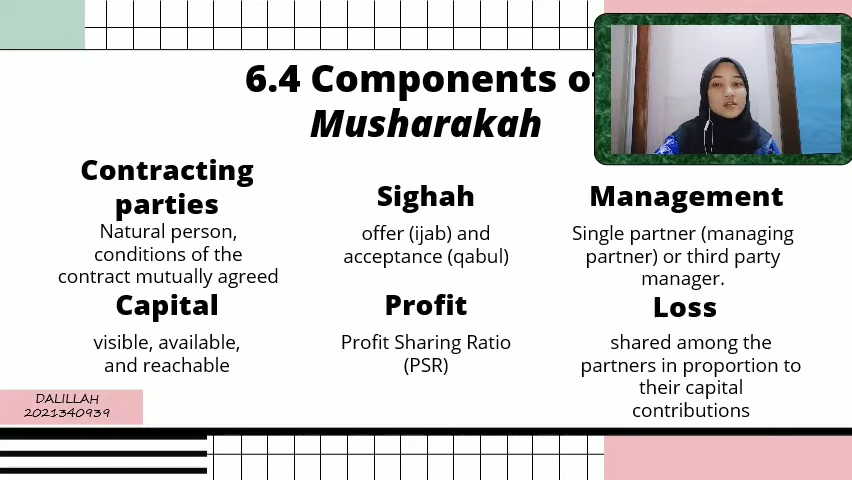 6.4 Components of
Musharakah
Contracting
parties
Natural person,
conditions of the
contract mutually agreed
Sighah
offer (ijab) and
acceptance (qabul)
Management
Single partner (managing
partner) or third party
manager.
Capital
visible, available,
and reachable
Profit
Profit Sharing Ratio
(PSR)
Loss
shared among the
partners in proportion to
their capital
contributions
DALILLAH
2021340939